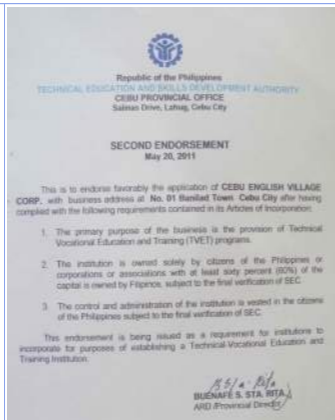 Republic of the Philippines
TECHNICAL EDUCATION AND SKILLS DEVELOPMENT AUTHORITY
CEBU PROVINCIAL OFFICE
Salinas Drive, Lahug, Cebu City
SECOND ENDORSEMENT
May 20, 2011
This is to endorse favorably the application of CEBU ENGLISH VILLAGE
CORP. with business address at No. 01 Banilad Town Cebu City after having
complied with the following requirements contained in its Articles of Incorporation:
1. The primary purpose of the business is the provision of Technical
Vocational Education and Training (TVET) programs.
2. The institution is owned solely by citizens of the Philippines or
corporations or associations with at least sixty percent (60%) of the
capital is owned by Filipinos, subject to the final verification of SEC.
3. The control and administration of the institution is vested in the citizens
of the Philippines subject to the final verification of SEC.
This endorsement is being issued as a requirement for institutions to
incorporate for purposes of establishing a Technical-Vocational Education and
Training Institution.
BUENAFE S. STA. RITA
ARD /Provincial Director